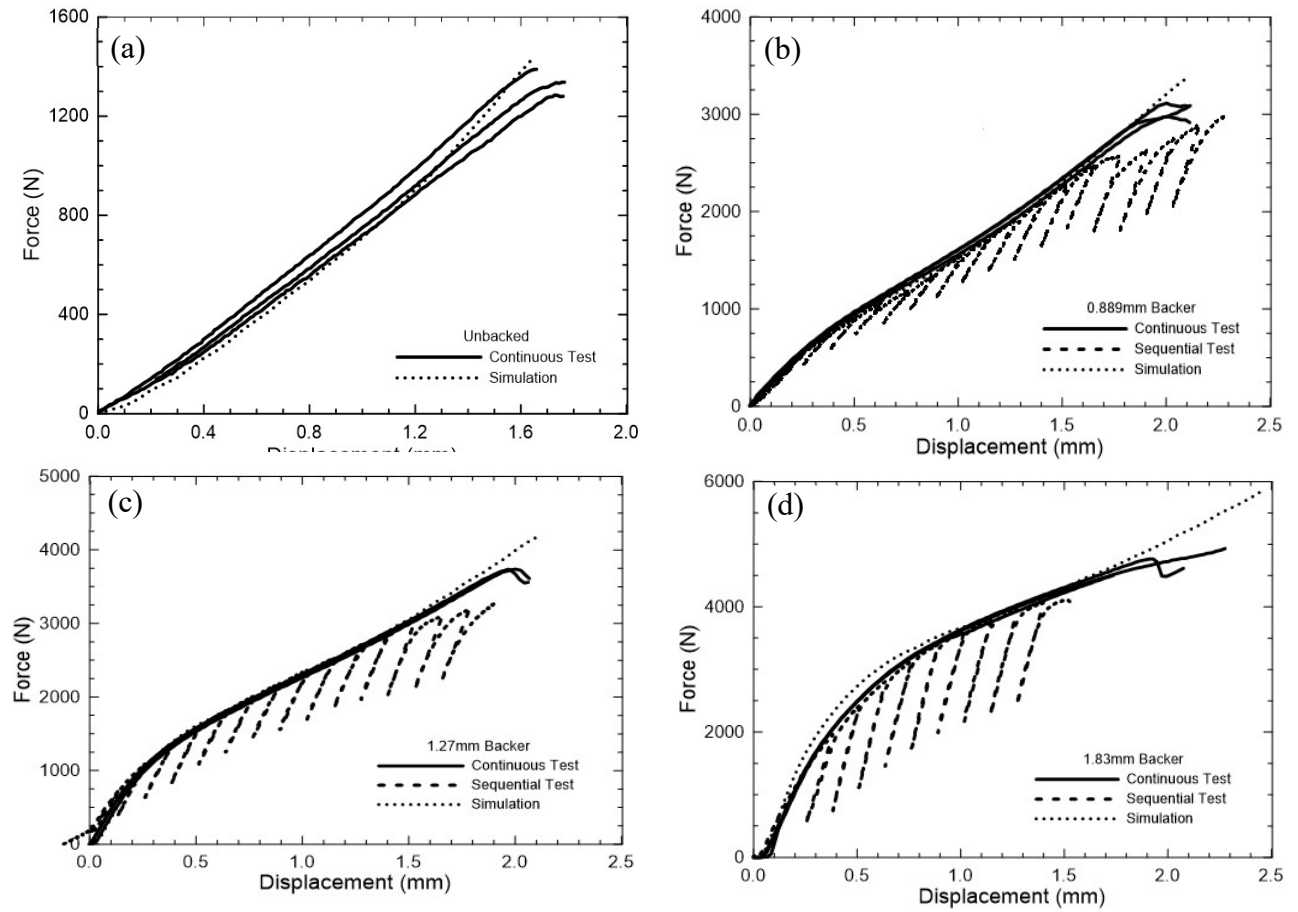 (a)
1600
1200
800
400
0
Force (N)
0.0 0.4 0.8 1.2 1.6 2.0
Displacement (mm)
Unbacked
Continuous Test
Simulation
(b)
4000
3000
2000
1000
0
Force (N)
0.0 0.5 1.0 1.5 2.0 2.5
Displacement (mm)
0.889mm Backer
Continuous Test
Sequential Test
Simulation
(c)
5000
4000
3000
2000
1000
0
Force (N)
0.0 0.5 1.0 1.5 2.0 2.5
Displacement (mm)
1.27mm Backer
Continuous Test
Sequential Test
Simulation
(d)
6000
4000
2000
0
Force (N)
0.0 0.5 1.0 1.5 2.0 2.5
Displacement (mm)
1.83mm Backer
Continuous Test
Sequential Test
Simulation